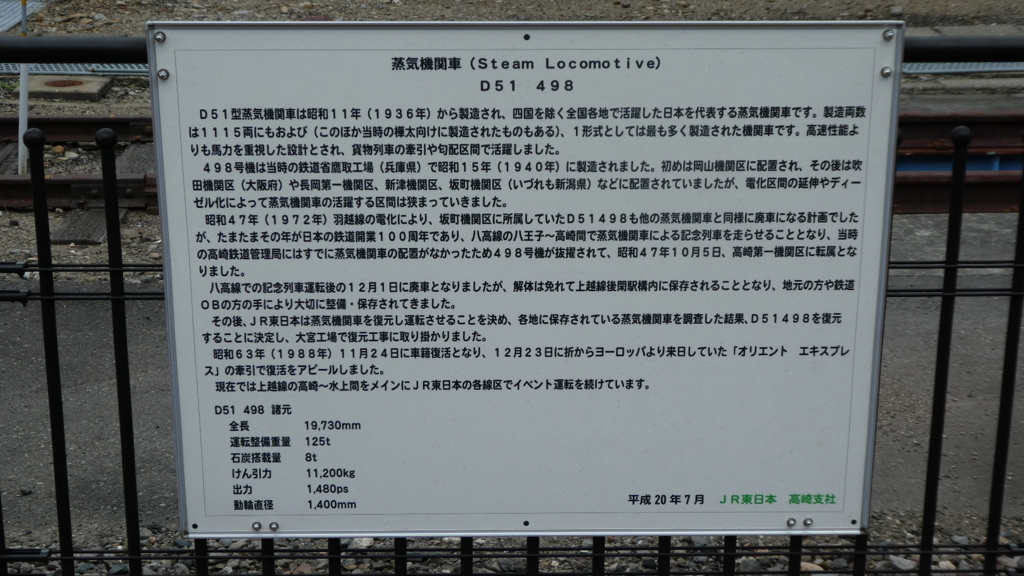 蒸気機関車（Steam Locomotive）
D51 498
D51型蒸気機関車は昭和11年（1936年）から製造され、四国を除く全国各地で活躍した日本を代表する蒸気機関車です。製造両数
は1115両にもおよび（このほか当時の樺太向けに製造されたものもある）、1形式としては最も多く製造された機関車です。高速性能よ
りも馬力を重視した設計とされ、貨物列車の牽引や勾配区間で活躍しました。
498号機は当時の鉄道省鷹取工場（兵庫県）で昭和15年（1940年）に製造されました。初めは岡山機関区に配置され、その後は吹
田機関区（大阪府）や長岡第一機関区、新津機関区、坂町機関区（いづれも新潟県）などに配置されていましたが、電化区間の延伸やディー
ゼル化によって蒸気機関車の活躍する区間は狭まっていきました。
昭和47年（1972年）羽越線の電化により、坂町機関区に所属していたD51498も他の蒸気機関車と同様に廃車になる計画でした
が、たまたまその年が日本の鉄道開業100周年であり、八高線の八王子～高崎間で蒸気機関車による記念列車を走らせることとなり、当時
の高崎鉄道管理局にはすでに蒸気機関車の配置がなかったため498号機が抜擢されて、昭和47年10月5日、高崎第一機関区に転属とな
りました。
八高線での記念列車運転後の12月1日に廃車となりましたが、解体は免れて上越線後閑駅構内に保存されることとなり、地元の方や鉄道
OBの方の手により大切に整備・保存されてきました。
その後、JR東日本は蒸気機関車を復元し運転させることを決め、各地に保存されている蒸気機関車を調査した結果、D51498を復元
することに決定し、大宮工場で復元工事に取り掛かりました。
昭和63年（1988年）11月24日に車籍復活となり、12月23日に折からヨーロッパより来日していた「オリエント　エキスプレ
ス」の牽引で復活をアピールしました。
現在では上越線の高崎～水上間をメインにJR東日本の各線区でイベント運転を続けています。
D51 498 諸元
全長 19,730mm
運転整備重量 125t
石炭搭載量 8t
けん引力 11,200kg
出力 1,480ps
動輪直径 1,400mm
平成20年7月 JR東日本 高崎支社